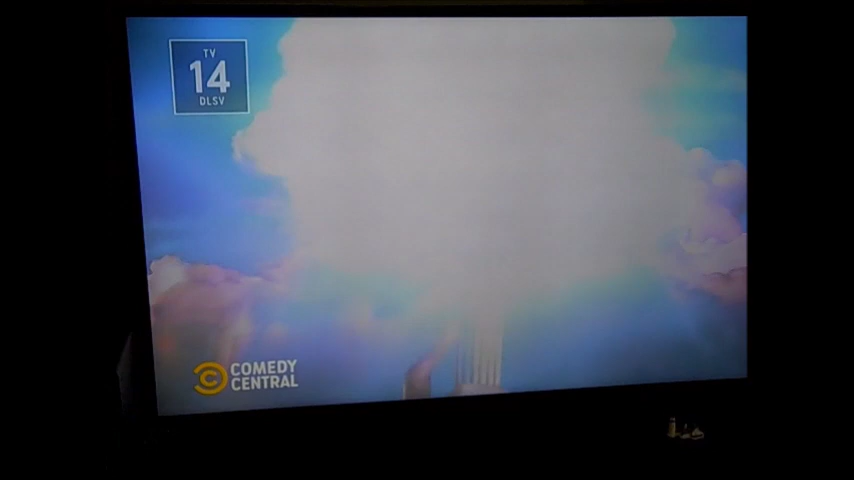 TV
14
DLSV
COMEDY
CENTRAL